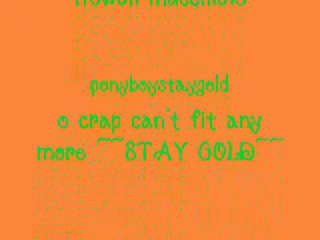 ponyboystaygold
o crap can't fit any
more ~~~STAY GOLD~~~